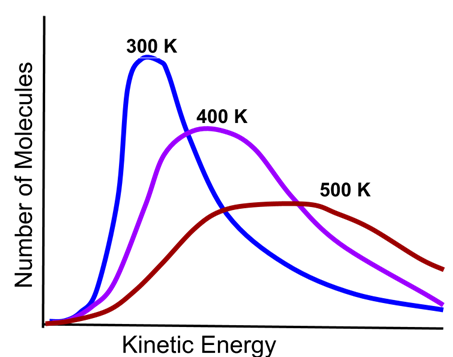 300 K
400 K
500 K
Number of Molecules
Kinetic Energy